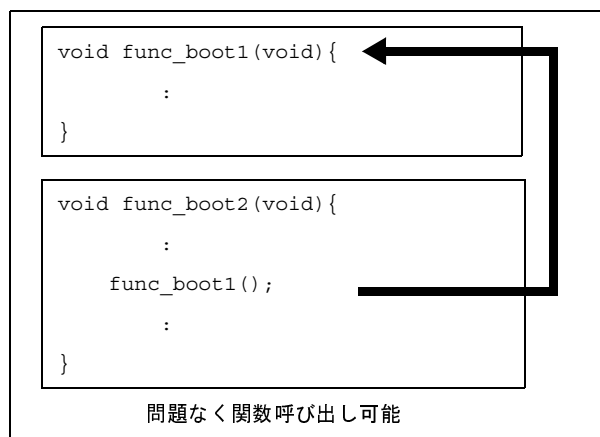 void func_boot1(void){
:
}
void func_boot2(void){
:
func_boot1();
:
}
問題なく関数呼び出し可能